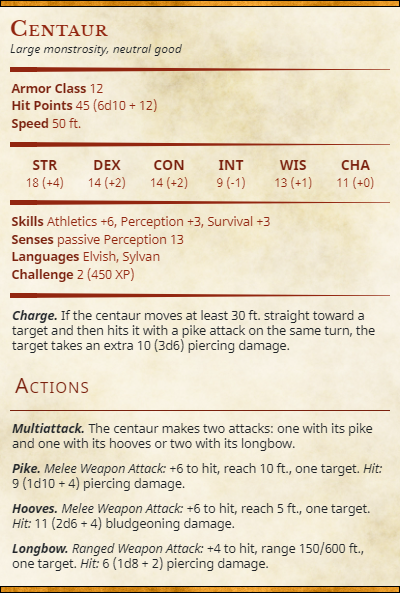 Centaur
Large monstrosity, neutral good
Armor Class 12
Hit Points 45 (6d10 + 12)
Speed 50 ft.
STR DEX CON INT WIS CHA
18 (+4) 14 (+2) 14 (+2) 9 (-1) 13 (+1) 11 (+0)
Skills Athletics +6, Perception +3, Survival +3
Senses passive Perception 13
Languages Elvish, Sylvan
Challenge 2 (450 XP)
Charge. If the centaur moves at least 30 ft. straight toward a
target and then hits it with a pike attack on the same turn, the
target takes an extra 10 (3d6) piercing damage.
Actions
Multiattack. The centaur makes two attacks: one with its pike
and one with its hooves or two with its longbow.
Pike. Melee Weapon Attack: +6 to hit, reach 10 ft., one target. Hit:
9 (1d10 + 4) piercing damage.
Hooves. Melee Weapon Attack: +6 to hit, reach 5 ft., one target.
Hit: 11 (2d6 + 4) bludgeoning damage.
Longbow. Ranged Weapon Attack: +4 to hit, range 150/600 ft.,
one target. Hit: 6 (1d8 + 2) piercing damage.